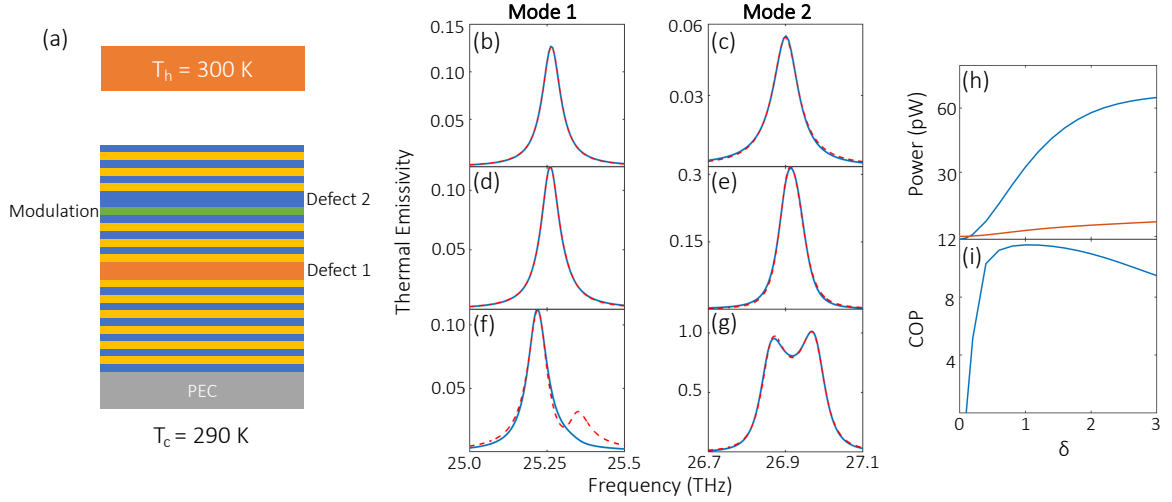 Mode 1
Mode 2
(a)
T_h = 300 K
Modulation
Defect 2
Defect 1
PEC
T_c = 290 K
Thermal Emissivity
(b)
0.15
0.10
0.05
(c)
0.06
0.03
0
(d)
0.10
0.05
(e)
0.3
0.15
(f)
0.10
0.05
25.0
25.25
25.5
(g)
1.0
0.5
26.7
26.9
27.1
Frequency (THz)
(h)
Power (pW)
60
30
12
(i)
COP
12
8
4
0
1
2
3
δ